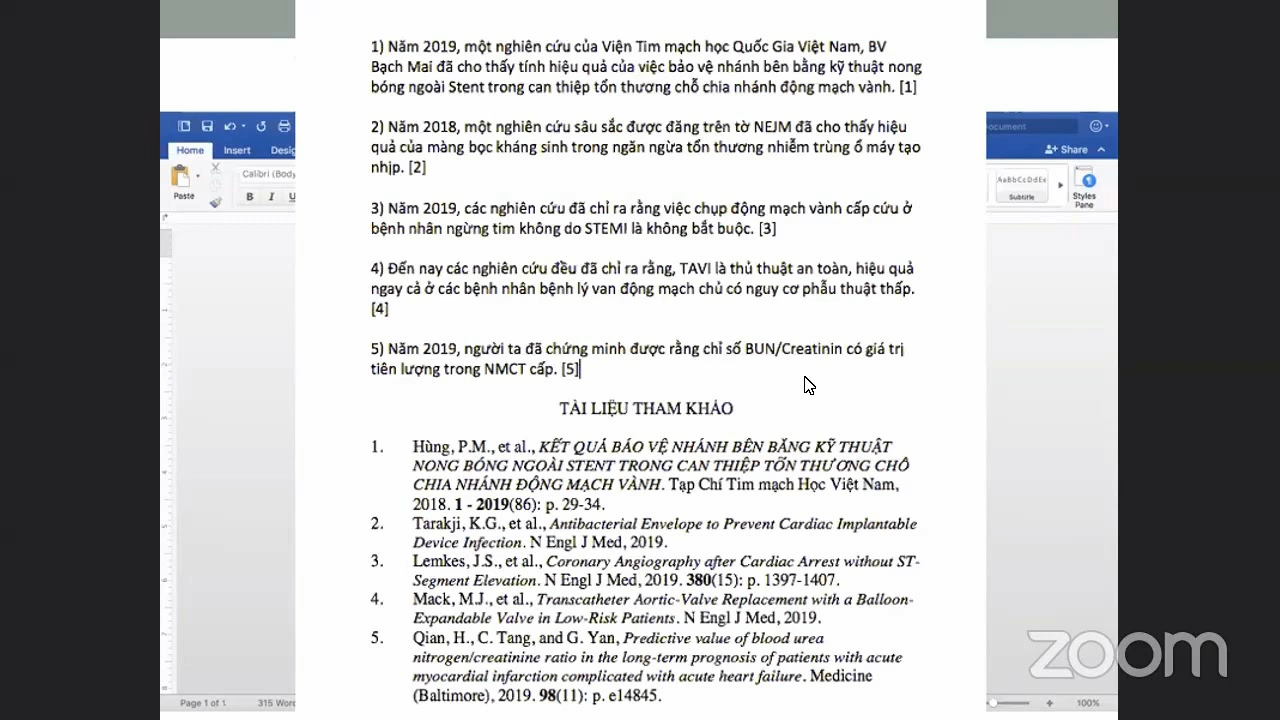 1) Năm 2019, một nghiên cứu của Viện Tim mạch học Quốc Gia Việt Nam, BV
Bạch Mai đã cho thấy tính hiệu quả của việc bảo vệ nhánh bên bằng kỹ thuật nong
bóng ngoài Stent trong can thiệp tổn thương chỗ chia nhánh động mạch vành. [1]
2) Năm 2018, một nghiên cứu sâu sắc được đăng trên tờ NEJM đã cho thấy hiệu
quả của màng bọc kháng sinh trong ngăn ngừa tổn thương nhiễm trùng ổ máy tạo
nhịp. [2]
3) Năm 2019, các nghiên cứu đã chỉ ra rằng việc chụp động mạch vành cấp cứu ở
bệnh nhân ngừng tim không do STEMI là không bắt buộc. [3]
4) Đến nay các nghiên cứu đều đã chỉ ra rằng, TAVI là thủ thuật an toàn, hiệu quả
ngay cả ở các bệnh nhân bệnh lý van động mạch chủ có nguy cơ phẫu thuật thấp.
[4]
5) Năm 2019, người ta đã chứng minh được rằng chỉ số BUN/Creatinin có giá trị
tiên lượng trong NMCT cấp. [5]
TÀI LIỆU THAM KHẢO
1. Hùng, P.M., et al., KẾT QUẢ BẢO VỆ NHÁNH BÊN BẰNG KỸ THUẬT
NONG BÓNG NGOÀI STENT TRONG CAN THIỆP TỔN THƯƠNG CHỖ
CHIA NHÁNH ĐỘNG MẠCH VÀNH. Tạp Chí Tim mạch Học Việt Nam,
2018. 1 - 2019(86): p. 29-34.
2. Tarakji, K.G., et al., Antibacterial Envelope to Prevent Cardiac Implantable
Device Infection. N Engl J Med, 2019.
3. Lemkes, J.S., et al., Coronary Angiography after Cardiac Arrest without ST-
Segment Elevation. N Engl J Med, 2019. 380(15): p. 1397-1407.
4. Mack, M.J., et al., Transcatheter Aortic-Valve Replacement with a Balloon-
Expandable Valve in Low-Risk Patients. N Engl J Med, 2019.
5. Qian, H., C. Tang, and G. Yan, Predictive value of blood urea
nitrogen/creatinine ratio in the long-term prognosis of patients with acute
myocardial infarction complicated with acute heart failure. Medicine
(Baltimore), 2019. 98(11): p. e14845.
Home Insert Desig
Calibri (Body
Paste
B I U
ocument
Share
AaBbCcDdEe
Subtitle
Styles
Pane
Page 1 of 1 315 Word
100%
zoom